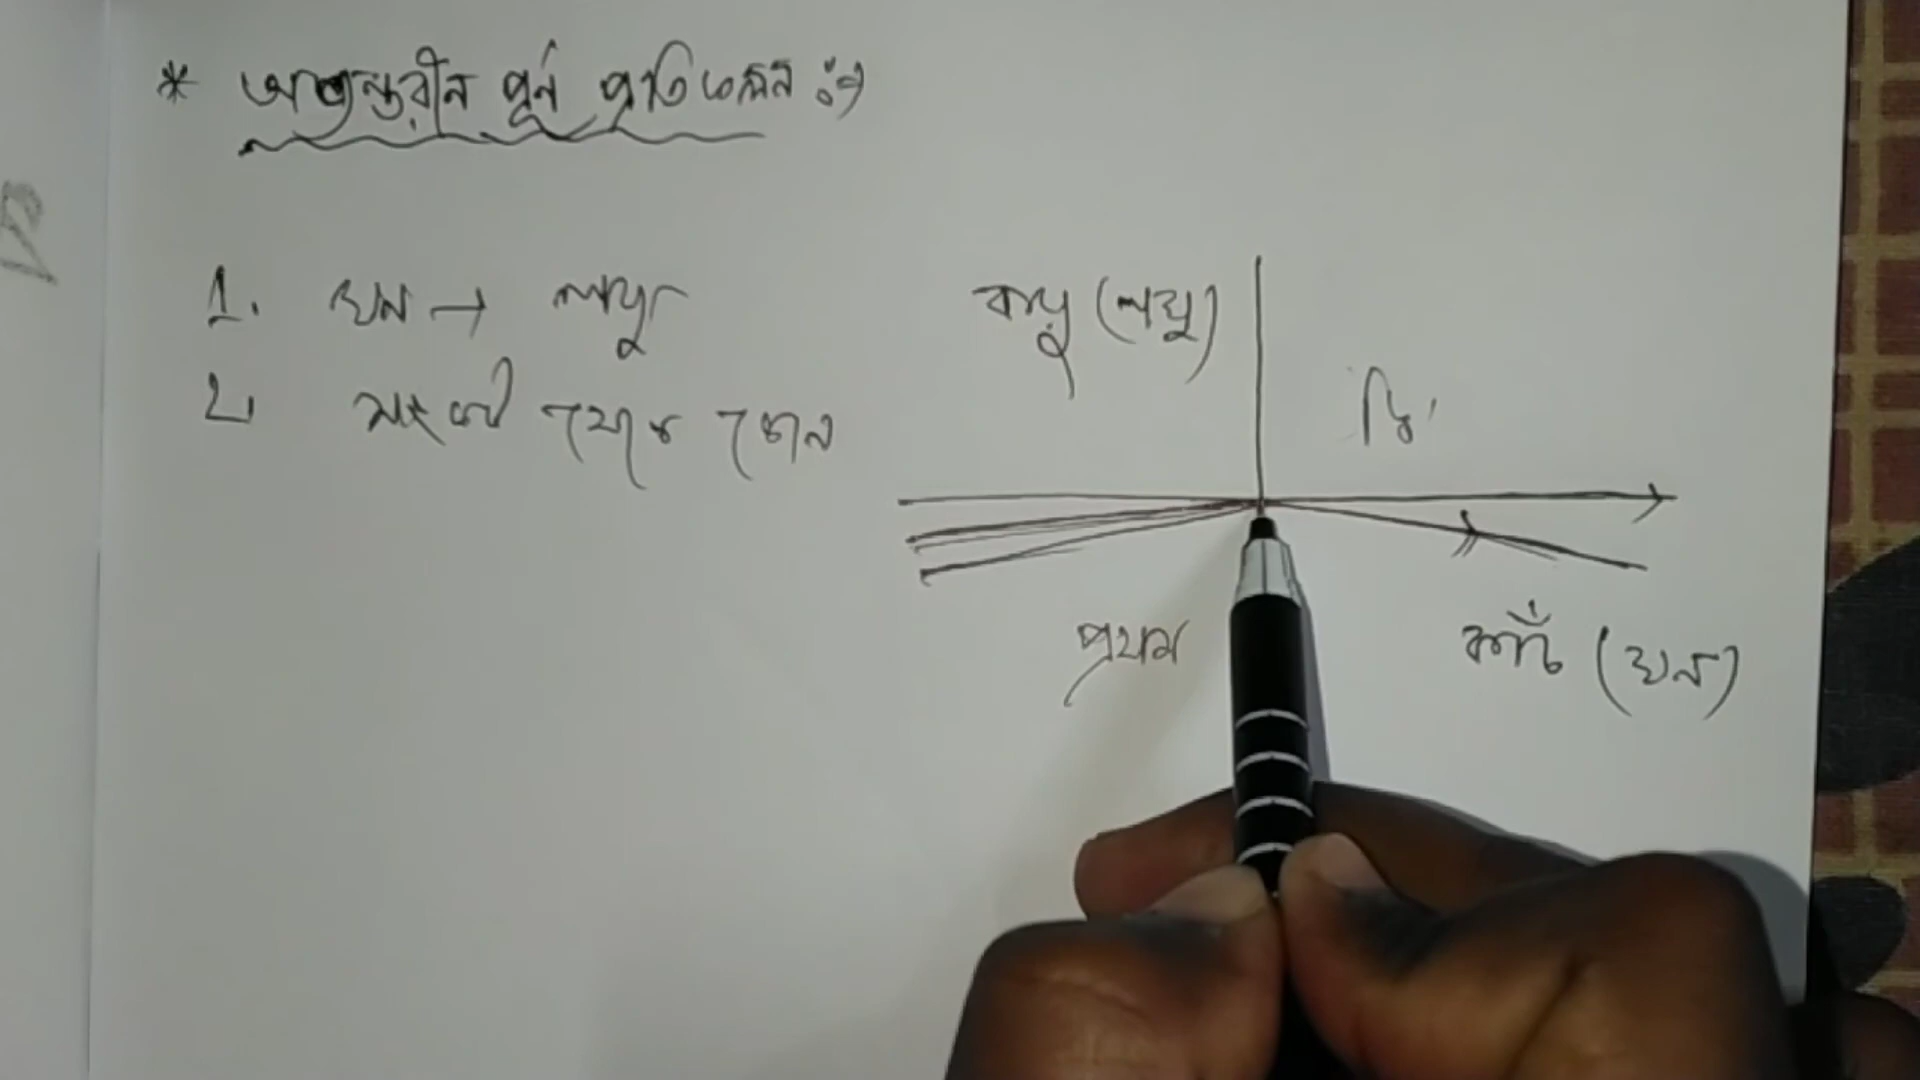 * অভ্যন্তরীন পূর্ন প্রতিফলন :-
1. ঘন → লঘু
2. সংকট কোন
বায়ু (লঘু)
দ্বি
প্রথম
কাঁচ (ঘন)